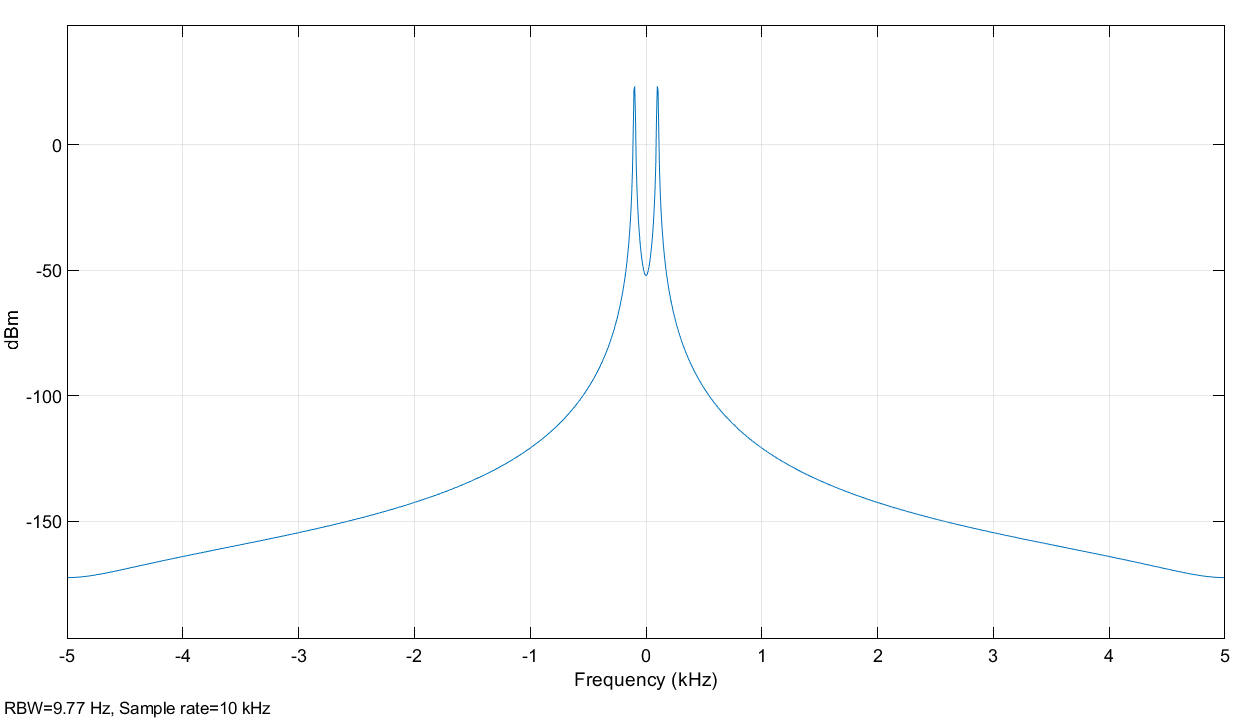 0
-50
-100
-150
dBm
-5 -4 -3 -2 -1 0 1 2 3 4 5
Frequency (kHz)
RBW=9.77 Hz, Sample rate=10 kHz